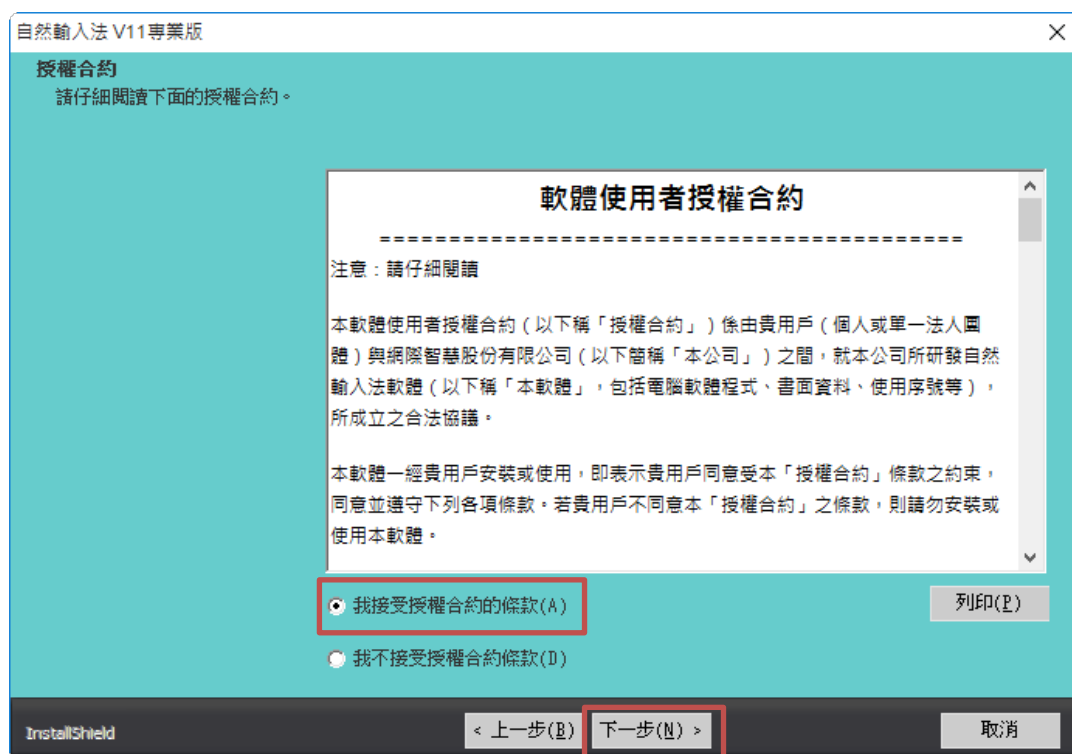 自然輸入法 V11專業版
授權合約
請仔細閱讀下面的授權合約。
軟體使用者授權合約
==========================================
注意：請仔細閱讀
本軟體使用者授權合約（以下稱「授權合約」）係由貴用戶（個人或單一法人團
體）與網際智慧股份有限公司（以下簡稱「本公司」）之間，就本公司所研發自然
輸入法軟體（以下稱「本軟體」，包括電腦軟體程式、書面資料、使用序號等），
所成立之合法協議。
本軟體一經貴用戶安裝或使用，即表示貴用戶同意受本「授權合約」條款之約束，
同意並遵守下列各項條款。若貴用戶不同意本「授權合約」之條款，則請勿安裝或
使用本軟體。
我接受授權合約的條款(A)
列印(P)
我不接受授權合約條款(D)
InstallShield
< 上一步(B)
下一步(N) >
取消